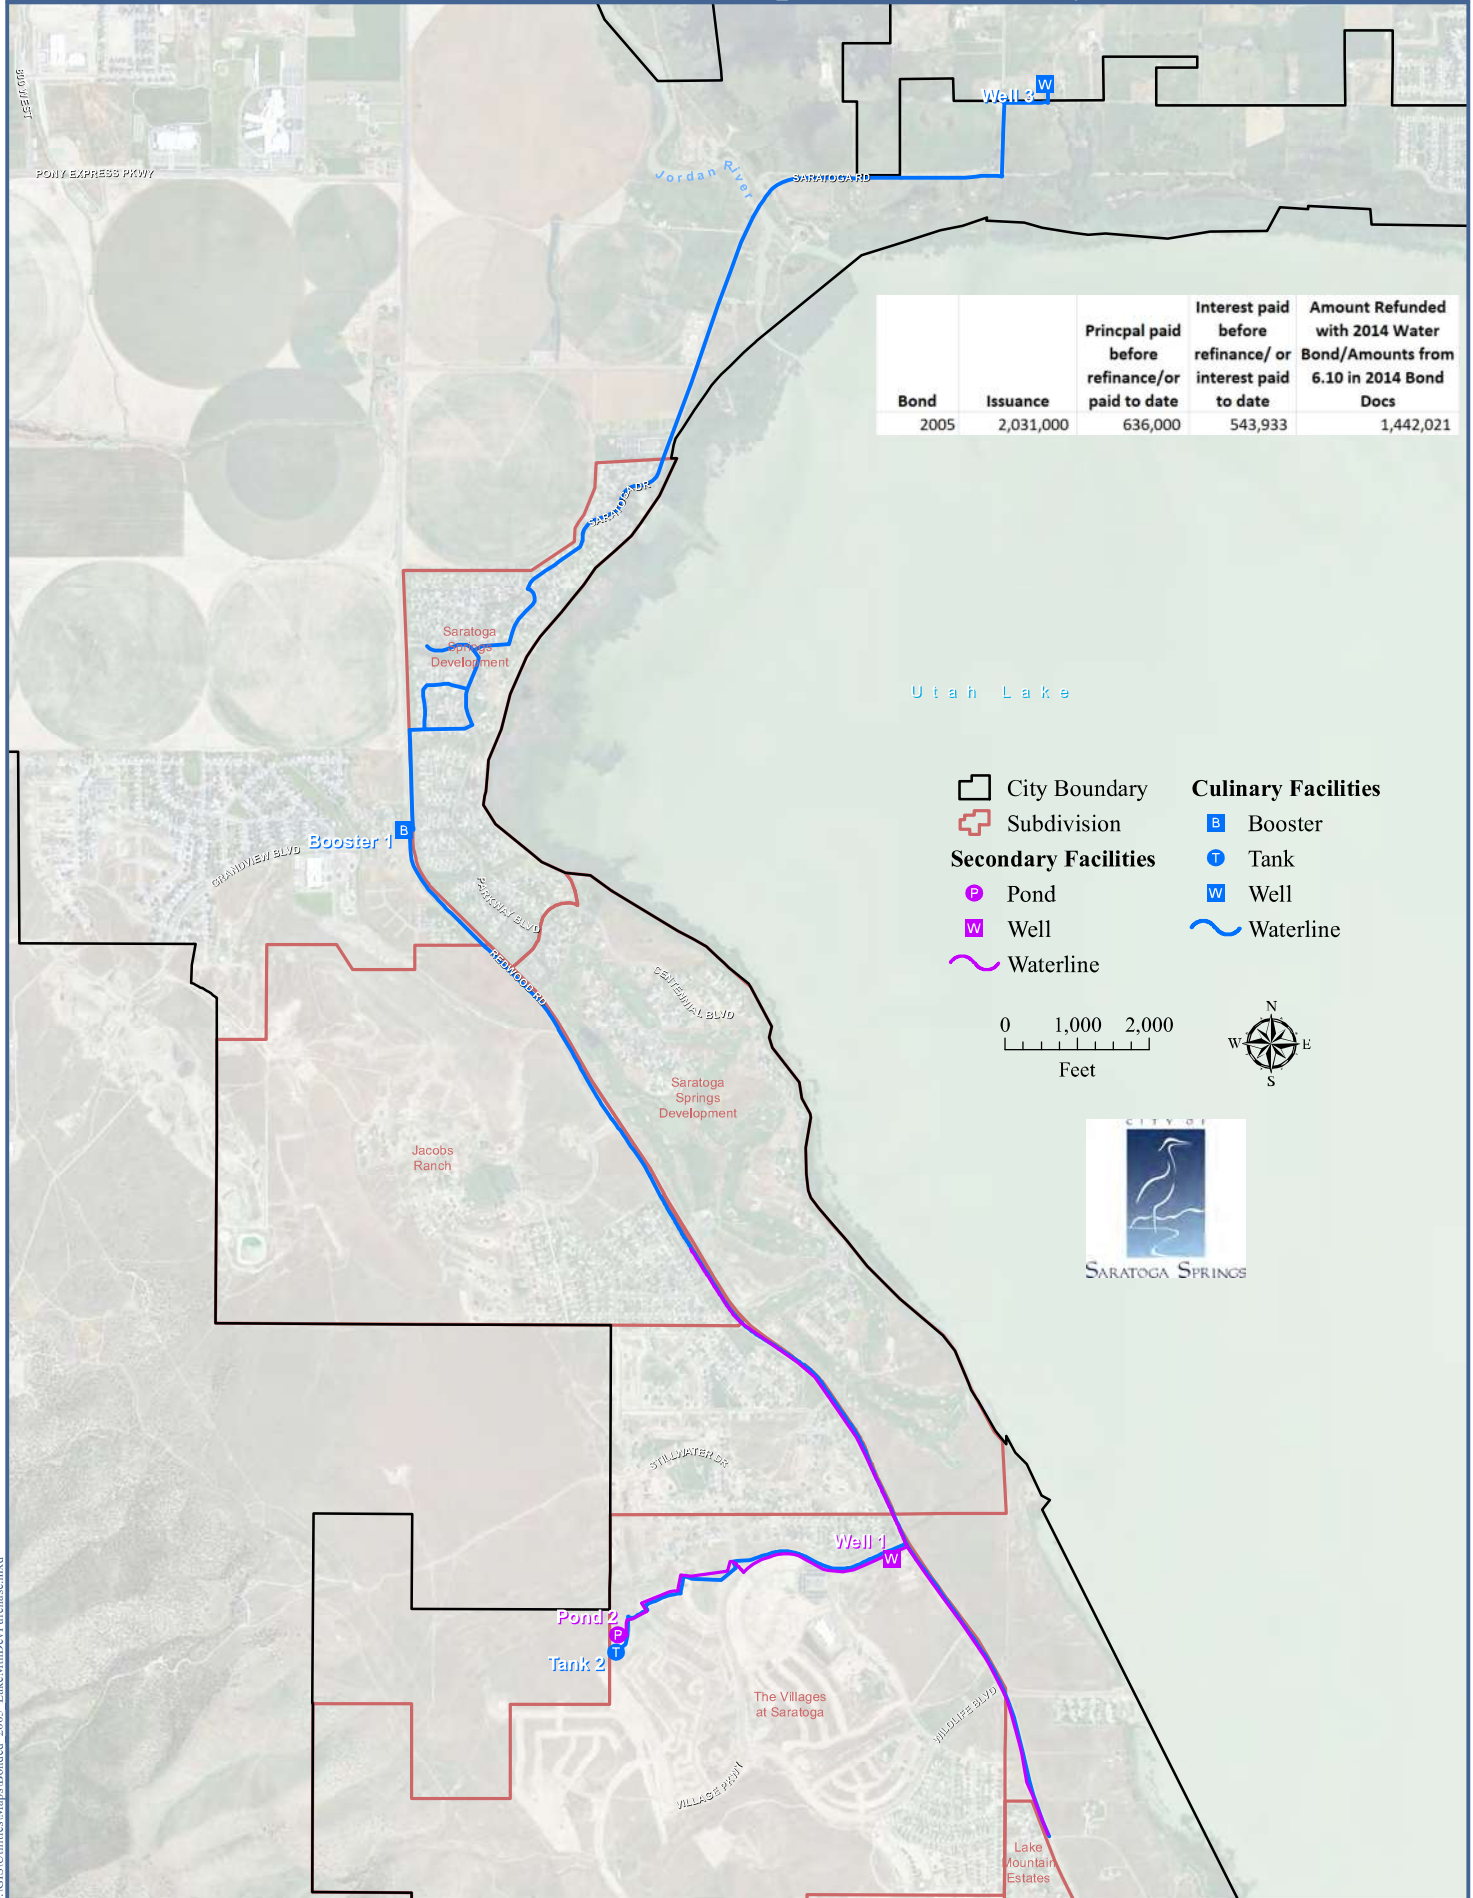 800 WEST
PONY EXPRESS PKWY
Well 3
W
Jordan River
SARATOGA RD
Bond
Issuance
Princpal paid
before
refinance/or
paid to date
Interest paid
before
refinance/ or
interest paid
to date
Amount Refunded
with 2014 Water
Bond/Amounts from
6.10 in 2014 Bond
Docs
2005 2,031,000 636,000 543,933 1,442,021
SARATOGA DR
Saratoga
Springs
Development
Utah Lake
Booster 1
B
GRANDVIEW BLVD
PARKWAY BLVD
REDWOOD RD
CENTENNIAL BLVD
City Boundary
Subdivision
Secondary Facilities
P Pond
W Well
Waterline
Culinary Facilities
B Booster
T Tank
W Well
Waterline
0 1,000 2,000
Feet
N
W E
S
CITY OF
SARATOGA SPRINGS
Saratoga
Springs
Development
Jacobs
Ranch
STILLWATER DR
Well 1
W
Pond 2
P
Tank 2
T
The Villages
at Saratoga
WILDLIFE BLVD
VILLAGE PKWY
Lake
Mountain
Estates